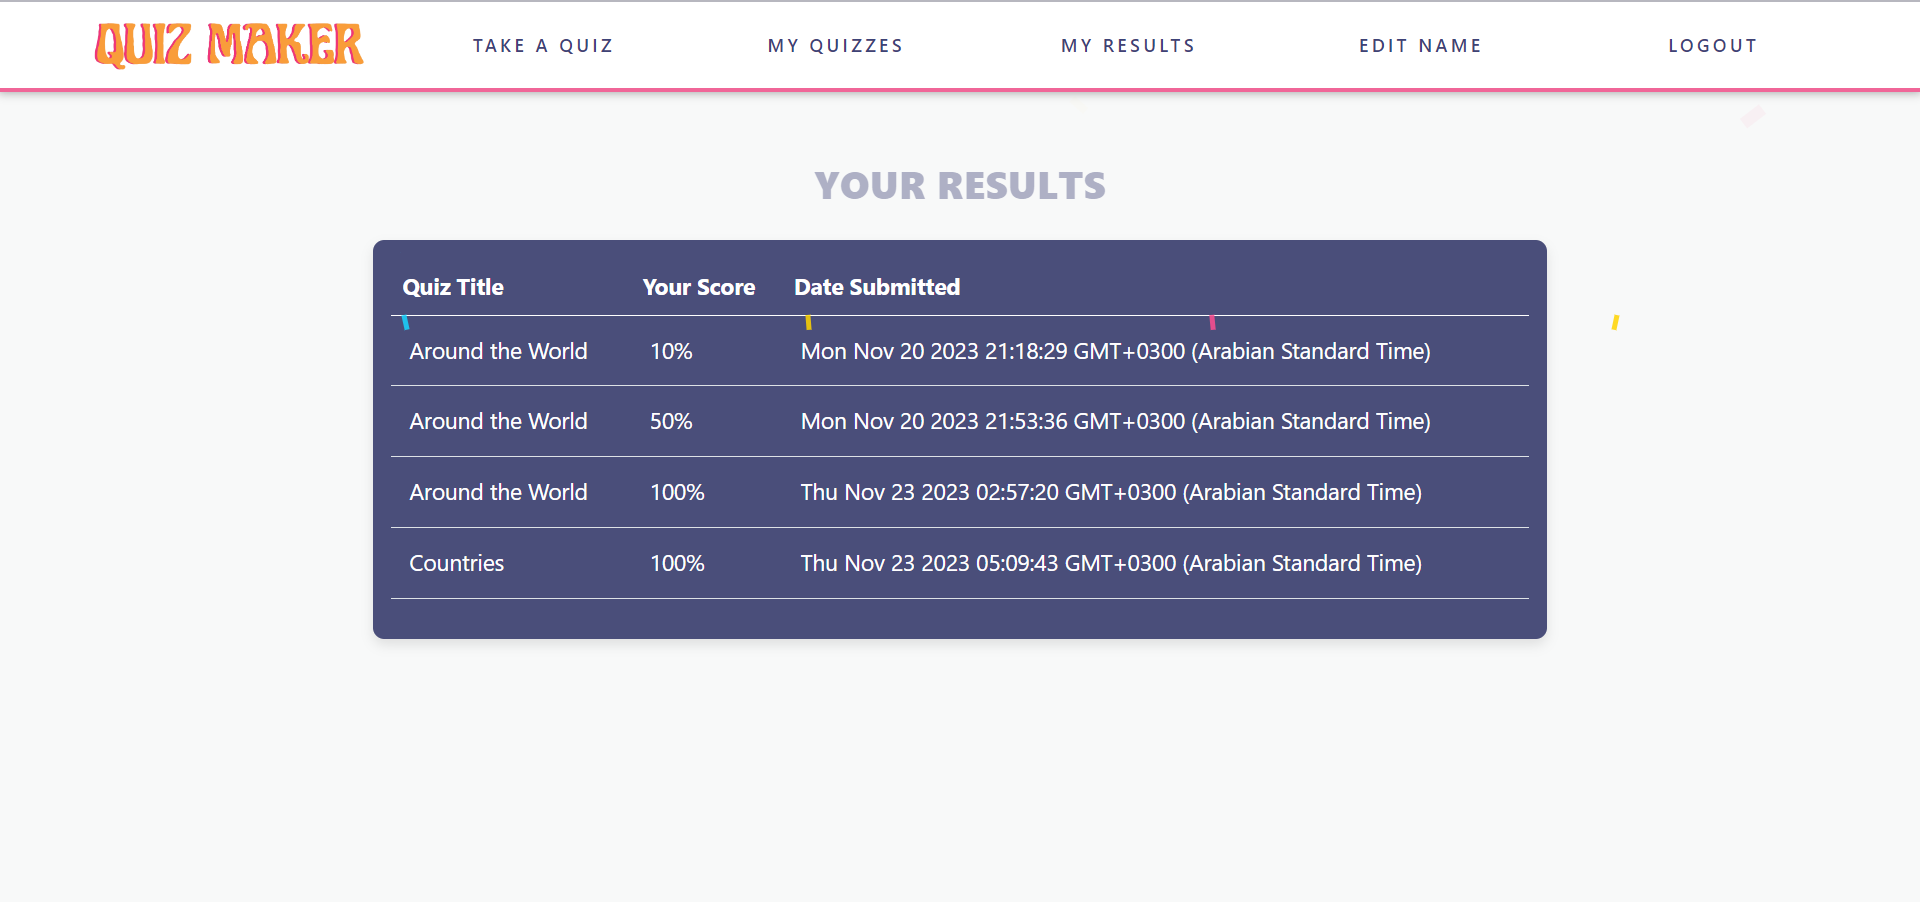 QUIZ MAKER TAKE A QUIZ MY QUIZZES MY RESULTS EDIT NAME LOGOUT
YOUR RESULTS
Quiz Title Your Score Date Submitted
Around the World 10% Mon Nov 20 2023 21:18:29 GMT+0300 (Arabian Standard Time)
Around the World 50% Mon Nov 20 2023 21:53:36 GMT+0300 (Arabian Standard Time)
Around the World 100% Thu Nov 23 2023 02:57:20 GMT+0300 (Arabian Standard Time)
Countries 100% Thu Nov 23 2023 05:09:43 GMT+0300 (Arabian Standard Time)